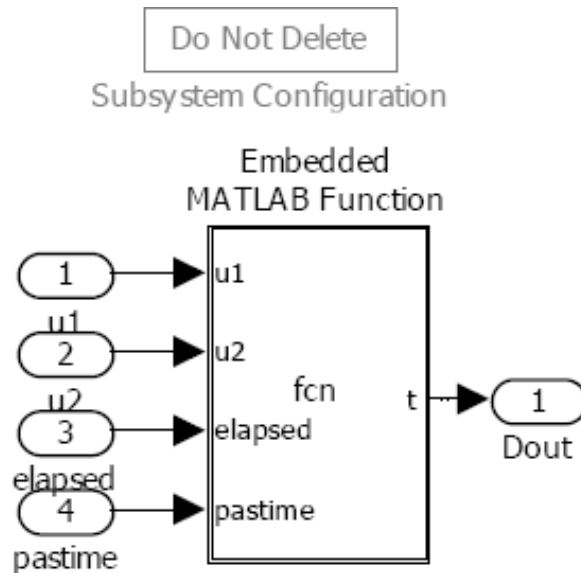 Do Not Delete
Subsystem Configuration
Embedded
MATLAB Function
1
u1
u1
2
u2
u2
fcn
t
1
Dout
3
elapsed
elapsed
4
pastime
pastime